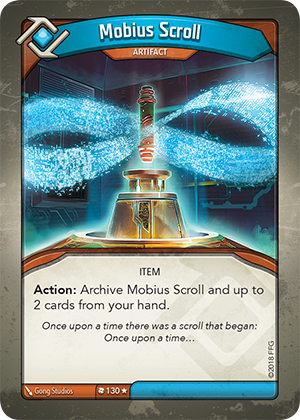 Mobius Scroll
ARTIFACT
ITEM
Action: Archive Mobius Scroll and up to
2 cards from your hand.
Once upon a time there was a scroll that began:
Once upon a time…
Gong Studios
130
©2018 FFG